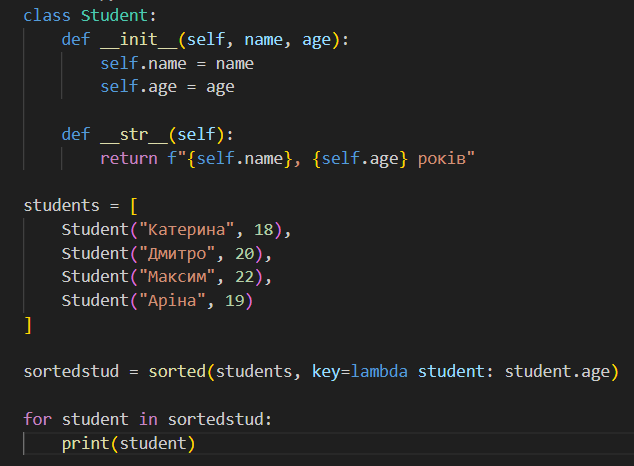 class Student:
    def __init__(self, name, age):
        self.name = name
        self.age = age

    def __str__(self):
        return f"{self.name}, {self.age} років"

students = [
    Student("Катерина", 18),
    Student("Дмитро", 20),
    Student("Максим", 22),
    Student("Аріна", 19)
]

sortedstud = sorted(students, key=lambda student: student.age)

for student in sortedstud:
    print(student)